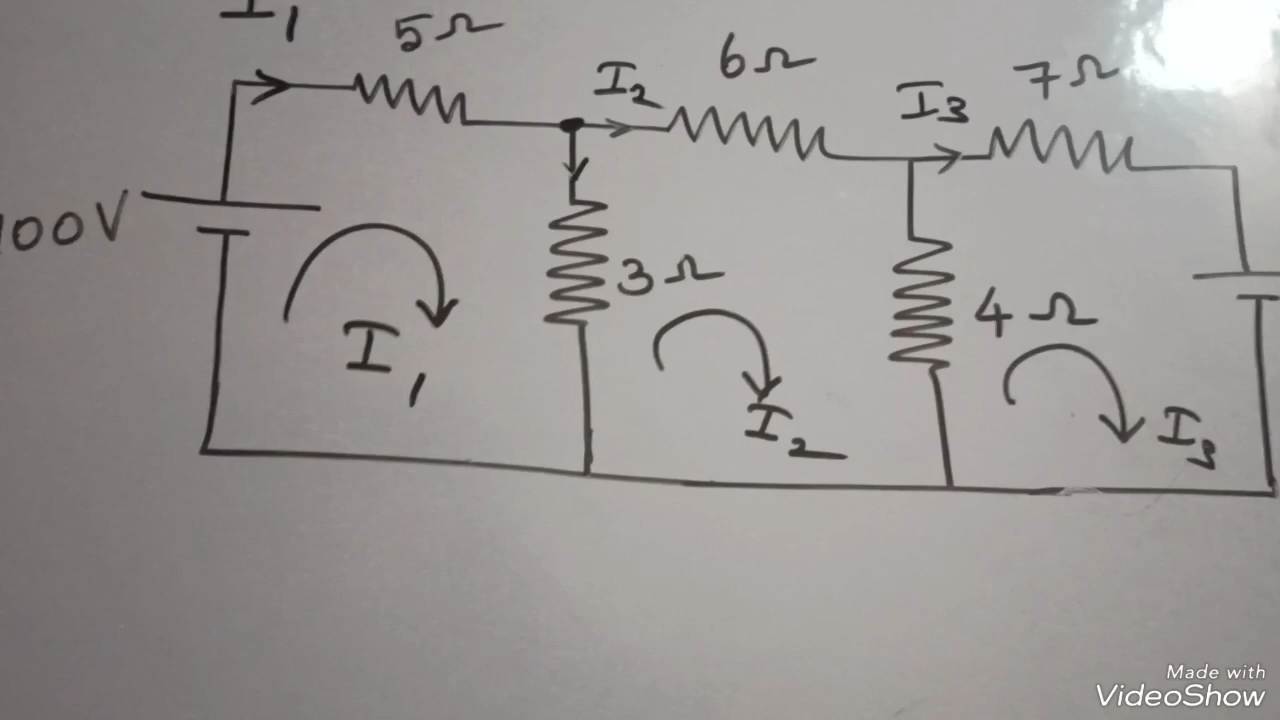 I1
5Ω
I2
6Ω
I3
7Ω
100V
3Ω
4Ω
I1
I2
I3
Made with
VideoShow